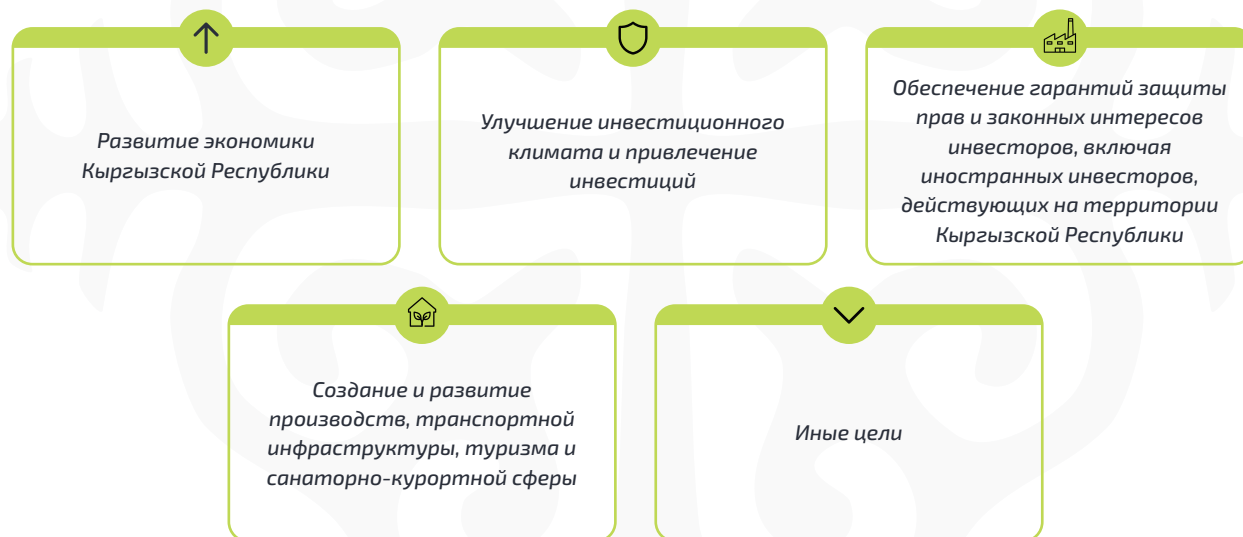 Развитие экономики
Кыргызской Республики
Улучшение инвестиционного
климата и привлечение
инвестиций
Обеспечение гарантий защиты
прав и законных интересов
инвесторов, включая
иностранных инвесторов,
действующих на территории
Кыргызской Республики
Создание и развитие
производств, транспортной
инфраструктуры, туризма и
санаторно-курортной сферы
Иные цели